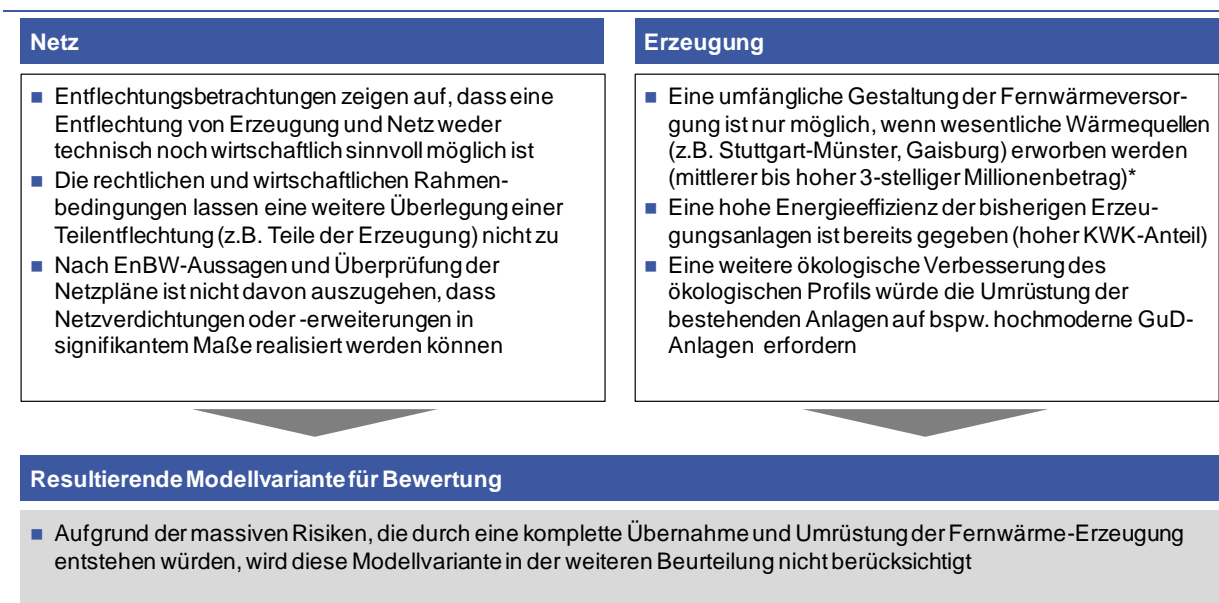 Netz
Entflechtungsbetrachtungen zeigen auf, dass eine
Entflechtung von Erzeugung und Netz weder
technisch noch wirtschaftlich sinnvoll möglich ist
Die rechtlichen und wirtschaftlichen Rahmen-
bedingungen lassen eine weitere Überlegung einer
Teilentflechtung (z.B. Teile der Erzeugung) nicht zu
Nach EnBW-Aussagen und Überprüfung der
Netzpläne ist nicht davon auszugehen, dass
Netzverdichtungen oder -erweiterungen in
signifikantem Maße realisiert werden können
Erzeugung
Eine umfängliche Gestaltung der Fernwärmeversor-
gung ist nur möglich, wenn wesentliche Wärmequellen
(z.B. Stuttgart-Münster, Gaisburg) erworben werden
(mittlerer bis hoher 3-stelliger Millionenbetrag)*
Eine hohe Energieeffizienz der bisherigen Erzeu-
gungsanlagen ist bereits gegeben (hoher KWK-Anteil)
Eine weitere ökologische Verbesserung des
ökologischen Profils würde die Umrüstung der
bestehenden Anlagen auf bspw. hochmoderne GuD-
Anlagen erfordern
Resultierende Modellvariante für Bewertung
Aufgrund der massiven Risiken, die durch eine komplette Übernahme und Umrüstung der Fernwärme-Erzeugung
entstehen würden, wird diese Modellvariante in der weiteren Beurteilung nicht berücksichtigt